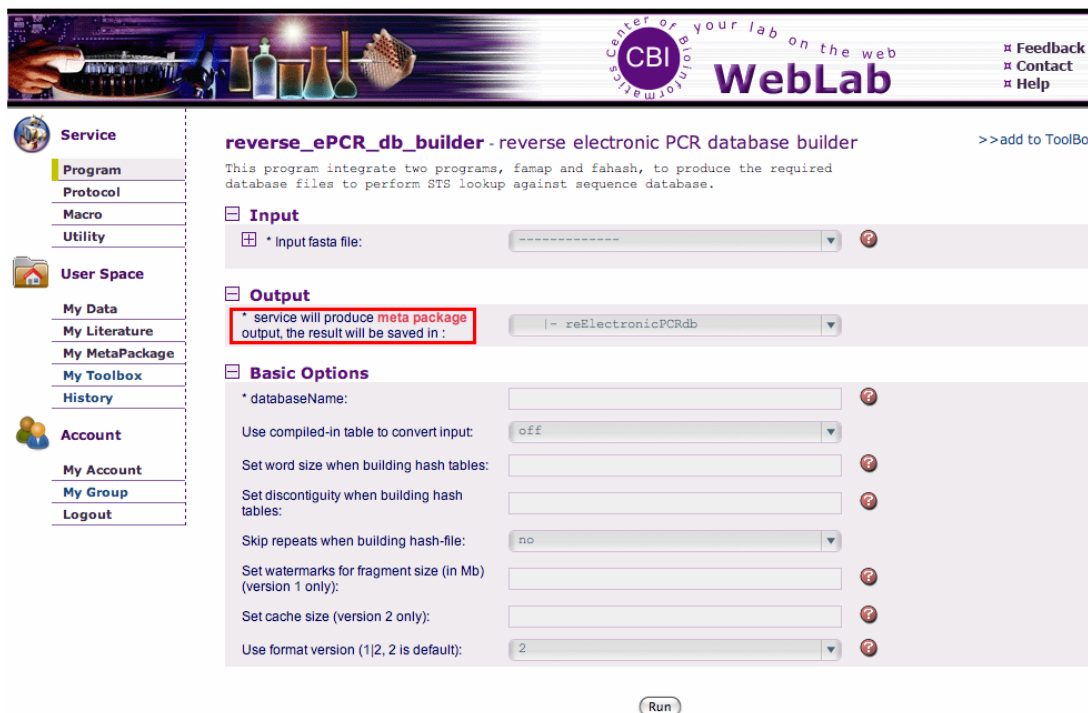 Center of Bioinformatics
CBI
your lab on the web
WebLab
¤ Feedback
¤ Contact
¤ Help
Service
Program
Protocol
Macro
Utility
User Space
My Data
My Literature
My MetaPackage
My Toolbox
History
Account
My Account
My Group
Logout
reverse_ePCR_db_builder - reverse electronic PCR database builder
>>add to ToolBo
This program integrate two programs, famap and fahash, to produce the required
database files to perform STS lookup against sequence database.
Input
* Input fasta file:
-------------
Output
* service will produce meta package
output, the result will be saved in :
|- reElectronicPCRdb
Basic Options
* databaseName:
Use compiled-in table to convert input:
off
Set word size when building hash tables:
Set discontiguity when building hash
tables:
Skip repeats when building hash-file:
no
Set watermarks for fragment size (in Mb)
(version 1 only):
Set cache size (version 2 only):
Use format version (1|2, 2 is default):
2
Run